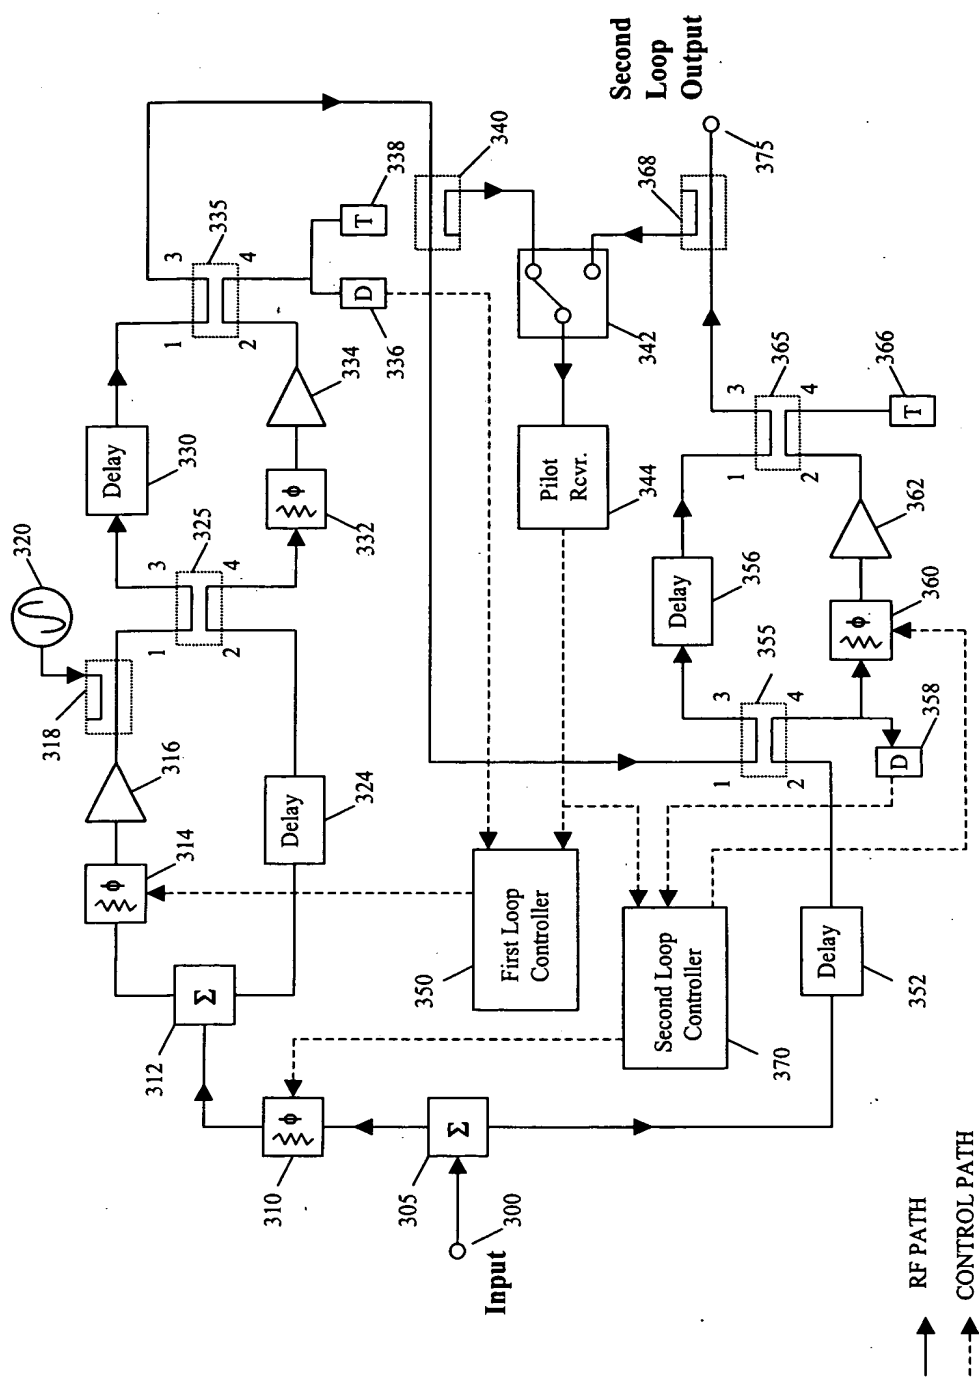 320
318
316
314
312
310
305
300
Input
Σ
ϕ
Σ
ϕ
Delay
324
1
2
3
4
325
Delay
330
ϕ
332
334
1
2
3
4
335
D
336
T
338
340
342
Pilot
Rcvr.
344
First Loop
Controller
350
Second Loop
Controller
370
Delay
352
1
2
3
4
355
Delay
356
D
358
ϕ
360
362
1
2
3
4
365
T
366
368
375
Second
Loop
Output
RF PATH
CONTROL PATH